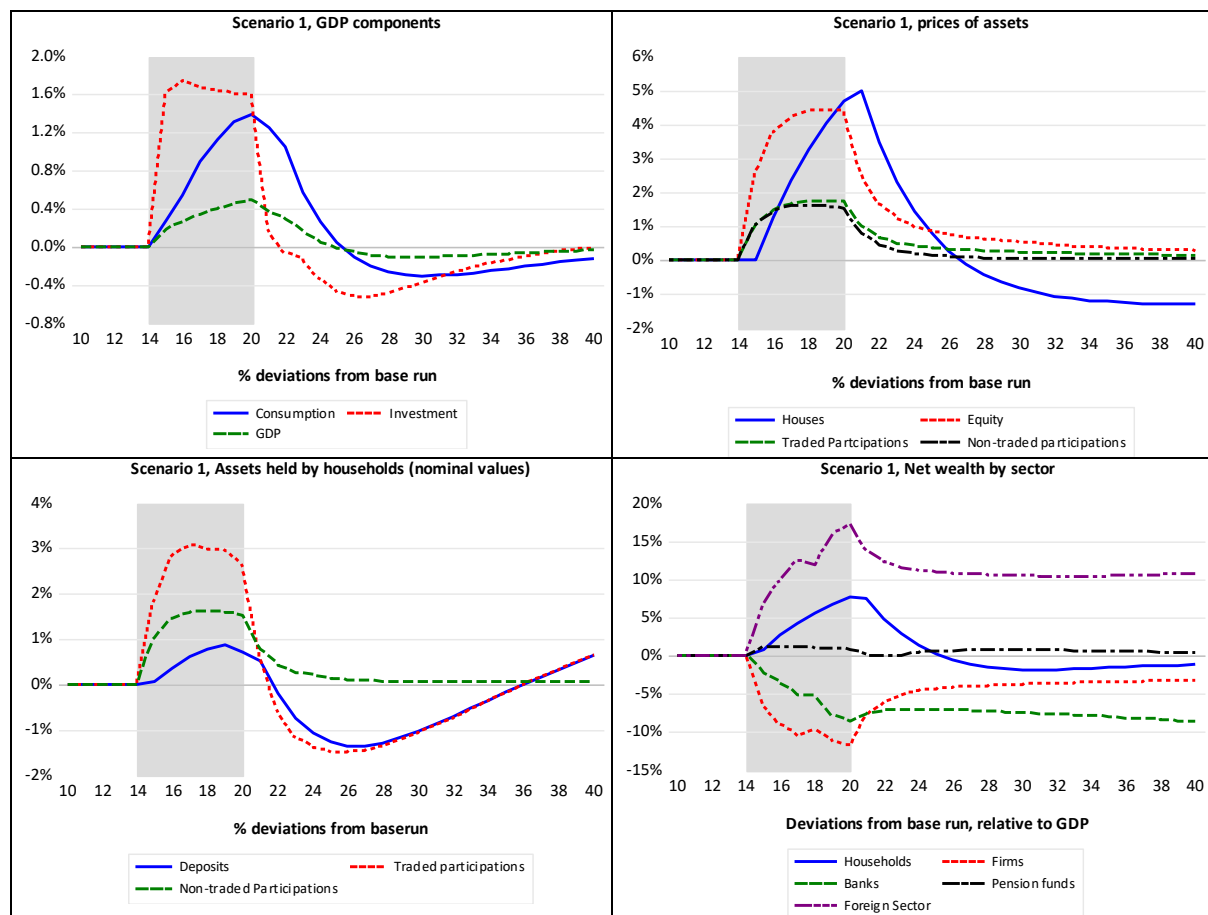 Scenario 1, GDP components
2.0%
1.6%
1.2%
0.8%
0.4%
0.0%
-0.4%
-0.8%
10 12 14 16 18 20 22 24 26 28 30 32 34 36 38 40
% deviations from base run
Consumption Investment
GDP
Scenario 1, prices of assets
6%
5%
4%
3%
2%
1%
0%
-1%
-2%
10 12 14 16 18 20 22 24 26 28 30 32 34 36 38 40
% deviations from base run
Houses Equity
Traded Partcipations Non-traded participations
Scenario 1, Assets held by households (nominal values)
4%
3%
2%
1%
0%
-1%
-2%
10 12 14 16 18 20 22 24 26 28 30 32 34 36 38 40
% deviations from baserun
Deposits Traded participations
Non-traded Participations
Scenario 1, Net wealth by sector
20%
15%
10%
5%
0%
-5%
-10%
-15%
10 12 14 16 18 20 22 24 26 28 30 32 34 36 38 40
Deviations from base run, relative to GDP
Households Firms
Banks Pension funds
Foreign Sector